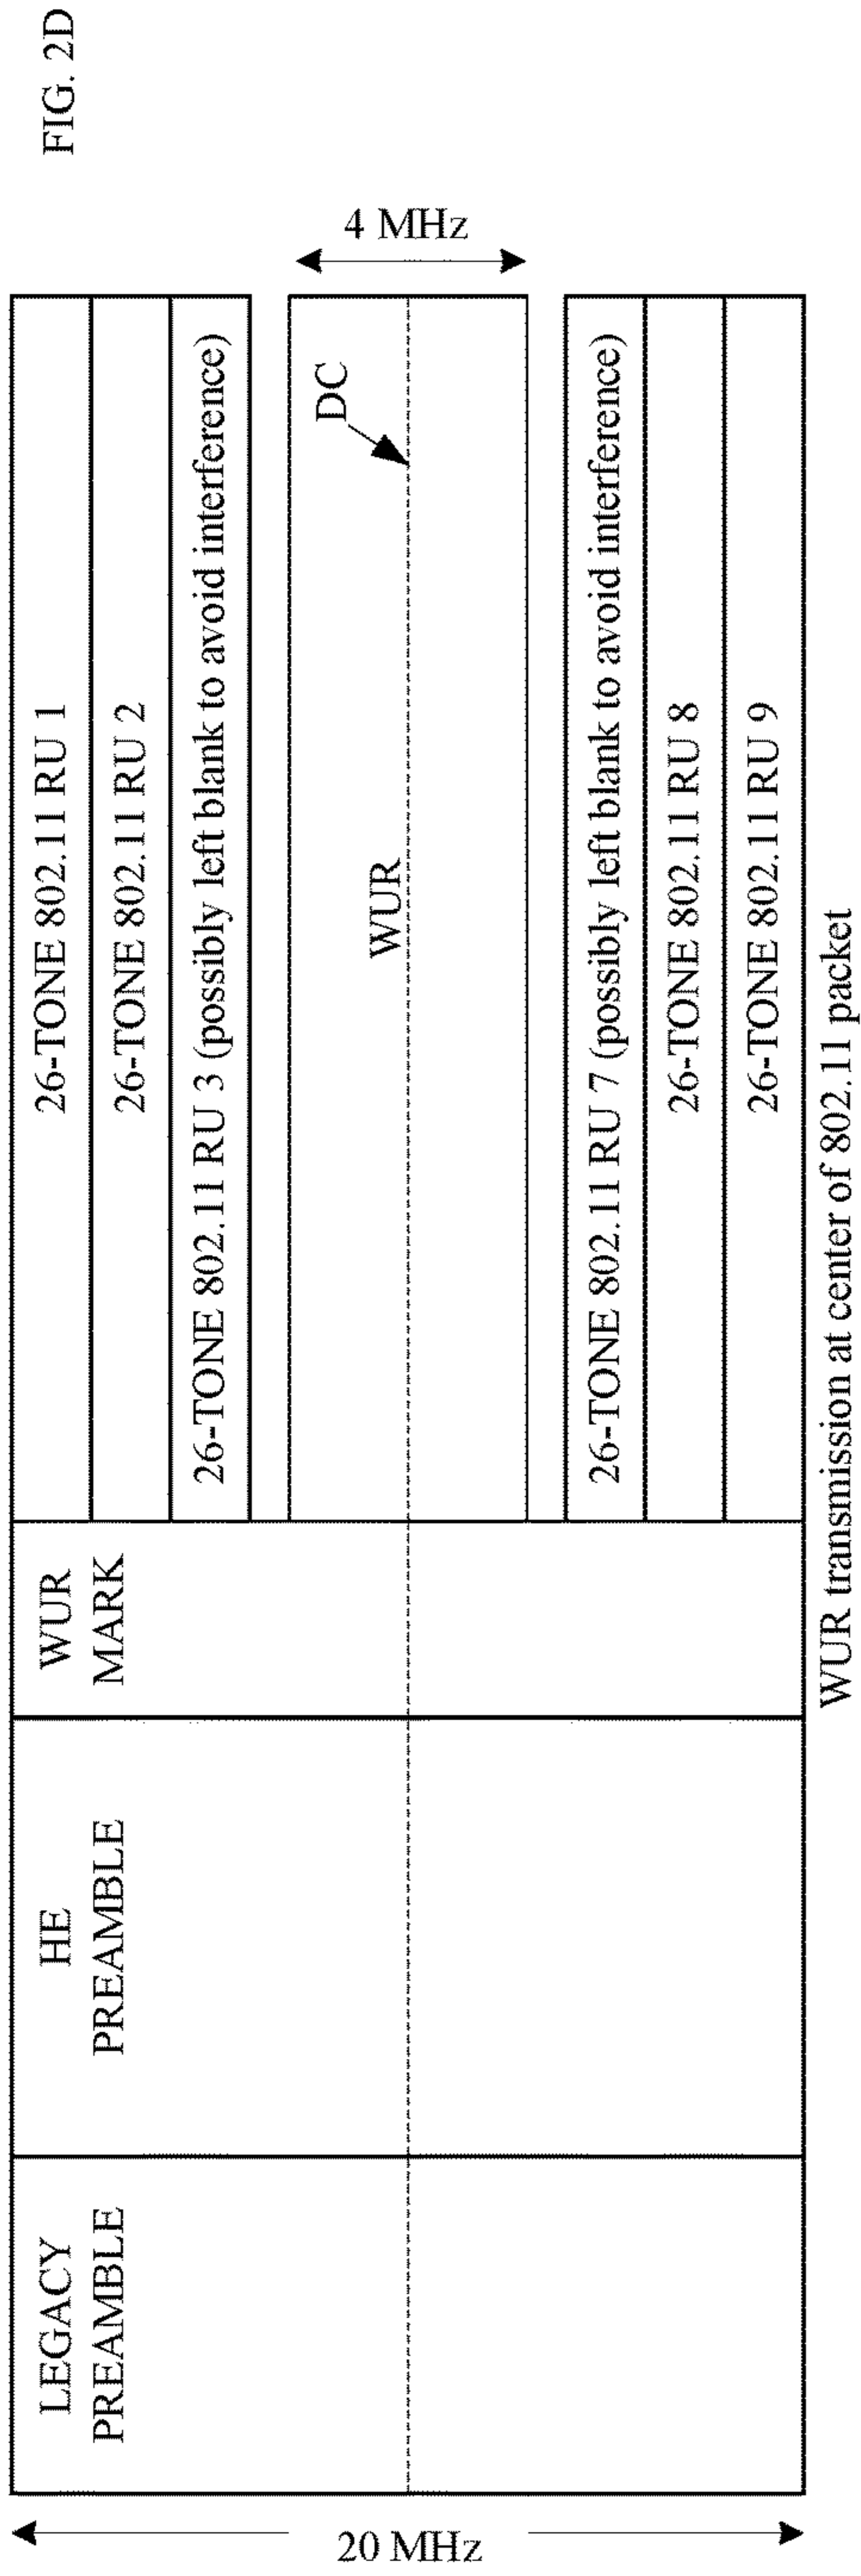 FIG. 2D
20 MHz
LEGACY
PREAMBLE
HE
PREAMBLE
WUR
MARK
26-TONE 802.11 RU 1
26-TONE 802.11 RU 2
26-TONE 802.11 RU 3 (possibly left blank to avoid interference)
DC
WUR
4 MHz
26-TONE 802.11 RU 7 (possibly left blank to avoid interference)
26-TONE 802.11 RU 8
26-TONE 802.11 RU 9
WUR transmission at center of 802.11 packet